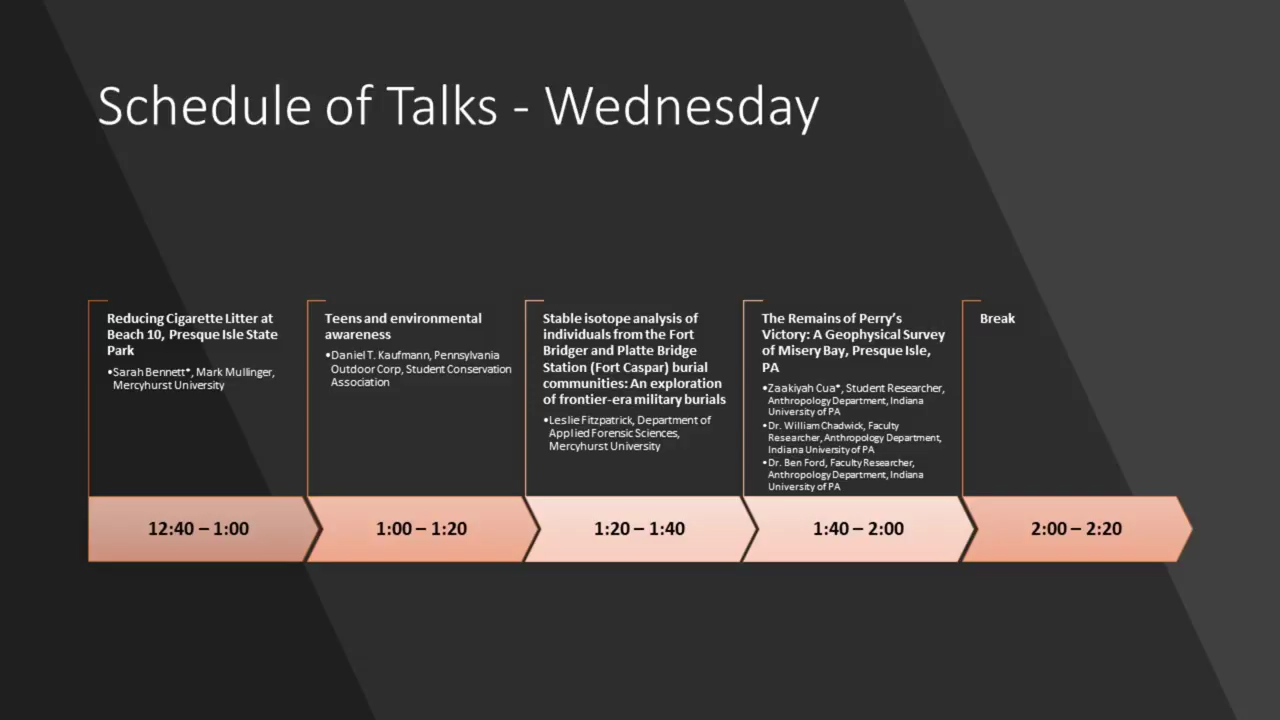 Schedule of Talks - Wednesday
Reducing Cigarette Litter at
Beach 10, Presque Isle State
Park
•Sarah Bennett*, Mark Mullinger,
Mercyhurst University
Teens and environmental
awareness
•Daniel T. Kaufmann, Pennsylvania
Outdoor Corp, Student Conservation
Association
Stable isotope analysis of
individuals from the Fort
Bridger and Platte Bridge
Station (Fort Caspar) burial
communities: An exploration
of frontier-era military burials
•Leslie Fitzpatrick, Department of
Applied Forensic Sciences,
Mercyhurst University
The Remains of Perry’s
Victory: A Geophysical Survey
of Misery Bay, Presque Isle,
PA
•Zaakiyah Cua*, Student Researcher,
Anthropology Department, Indiana
University of PA
•Dr. William Chadwick, Faculty
Researcher, Anthropology Department,
Indiana University of PA
•Dr. Ben Ford, Faculty Researcher,
Anthropology Department, Indiana
University of PA
Break
12:40 – 1:00
1:00 – 1:20
1:20 – 1:40
1:40 – 2:00
2:00 – 2:20